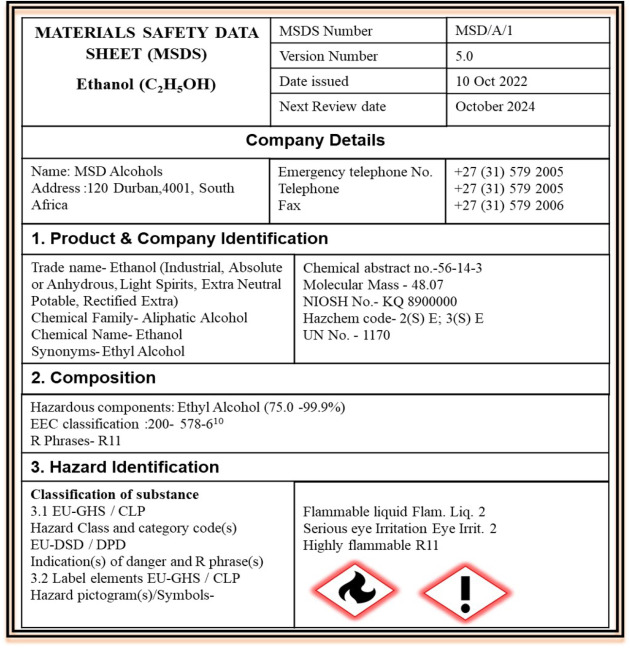 MATERIALS SAFETY DATA
SHEET (MSDS)
Ethanol (C₂H₅OH)
MSDS Number
MSD/A/1
Version Number
5.0
Date issued
10 Oct 2022
Next Review date
October 2024
Company Details
Name: MSD Alcohols
Address :120 Durban,4001, South
Africa
Emergency telephone No.
Telephone
Fax
+27 (31) 579 2005
+27 (31) 579 2005
+27 (31) 579 2006
1. Product & Company Identification
Trade name- Ethanol (Industrial, Absolute
or Anhydrous, Light Spirits, Extra Neutral
Potable, Rectified Extra)
Chemical Family- Aliphatic Alcohol
Chemical Name- Ethanol
Synonyms- Ethyl Alcohol
Chemical abstract no.-56-14-3
Molecular Mass - 48.07
NIOSH No.- KQ 8900000
Hazchem code- 2(S) E; 3(S) E
UN No. - 1170
2. Composition
Hazardous components: Ethyl Alcohol (75.0 -99.9%)
EEC classification :200- 578-6¹⁰
R Phrases- R11
3. Hazard Identification
Classification of substance
3.1 EU-GHS / CLP
Hazard Class and category code(s)
EU-DSD / DPD
Indication(s) of danger and R phrase(s)
3.2 Label elements EU-GHS / CLP
Hazard pictogram(s)/Symbols-
Flammable liquid Flam. Liq. 2
Serious eye Irritation Eye Irrit. 2
Highly flammable R11